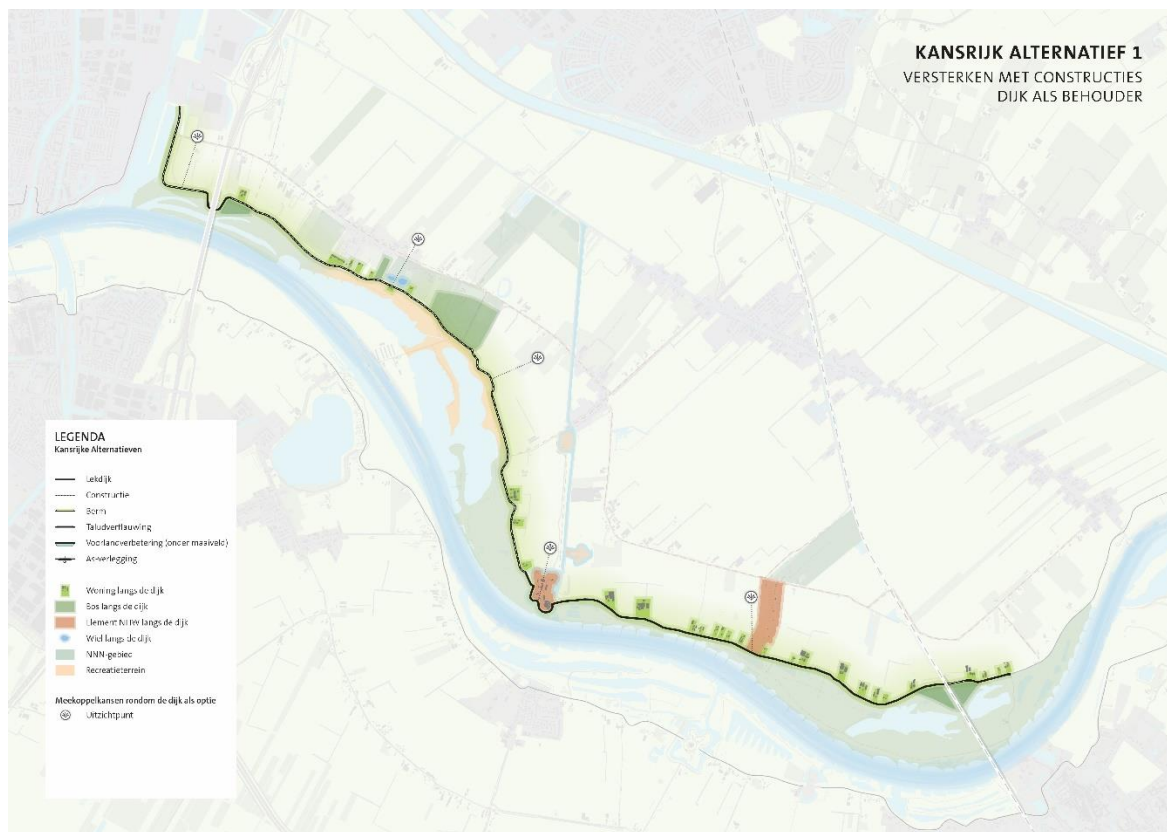 KANSRIJK ALTERNATIEF 1
VERSTERKEN MET CONSTRUCTIES
DIJK ALS BEHOUDER
LEGENDA
Kansrijke Alternatieven
Lekdijk
Constructie
Berm
Taludverflauwing
Voorlandverbetering (onder maaiveld)
As-verlegging
Woning langs de dijk
Bos langs de dijk
Element NHW langs de dijk
Wiel langs de dijk
NNN-gebied
Recreatieterrein
Meekoppelkansen rondom de dijk als optie
Uitzichtpunt